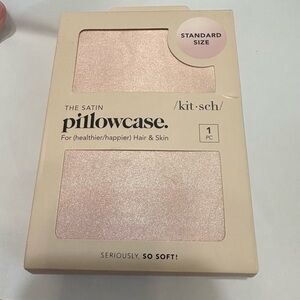 STANDARD
SIZE
/kit•sch/
THE SATIN
pillowcase.
For (healthier/happier) Hair & Skin
1
PC
SERIOUSLY, SO SOFT!